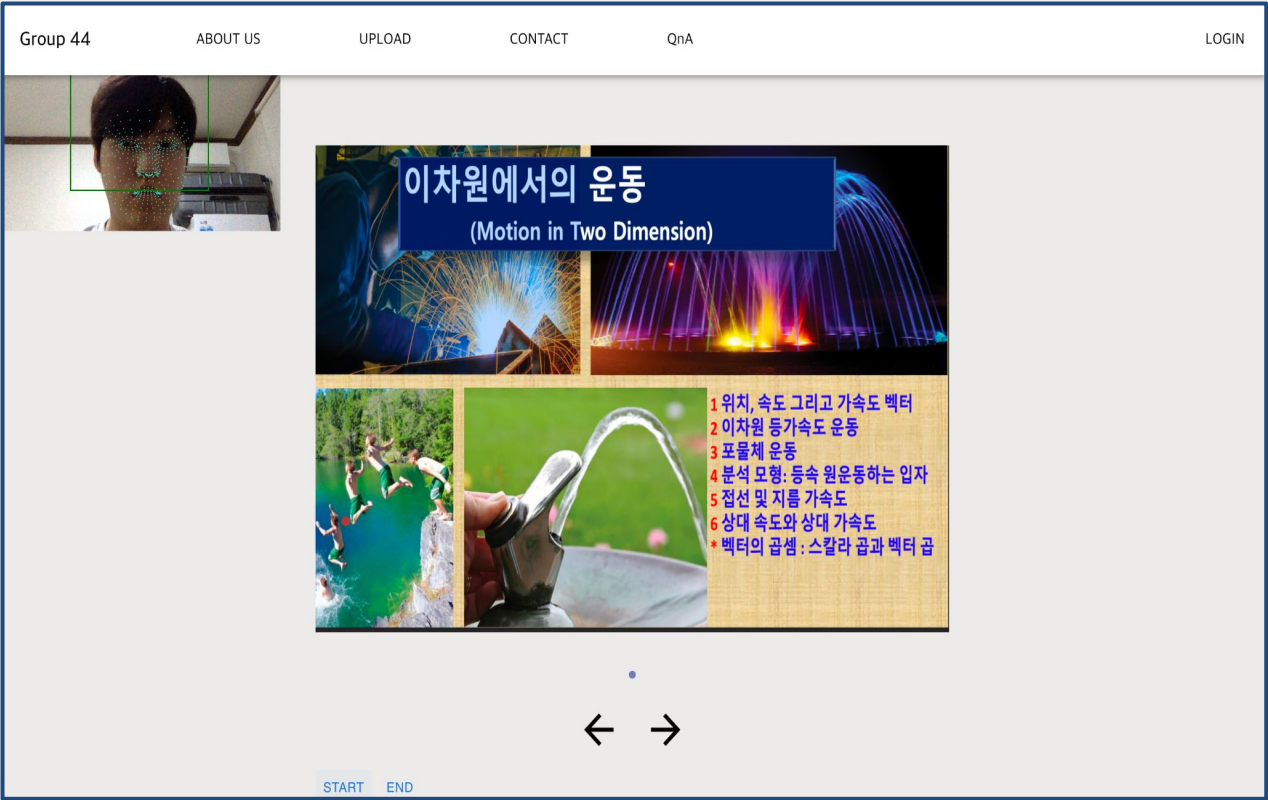 Group 44
ABOUT US
UPLOAD
CONTACT
QnA
LOGIN
이차원에서의 운동
(Motion in Two Dimension)
1 위치, 속도 그리고 가속도 벡터
2 이차원 등가속도 운동
3 포물체 운동
4 분석 모형: 등속 원운동하는 입자
5 접선 및 지름 가속도
6 상대 속도와 상대 가속도
* 벡터의 곱셈 : 스칼라 곱과 벡터 곱
START
END